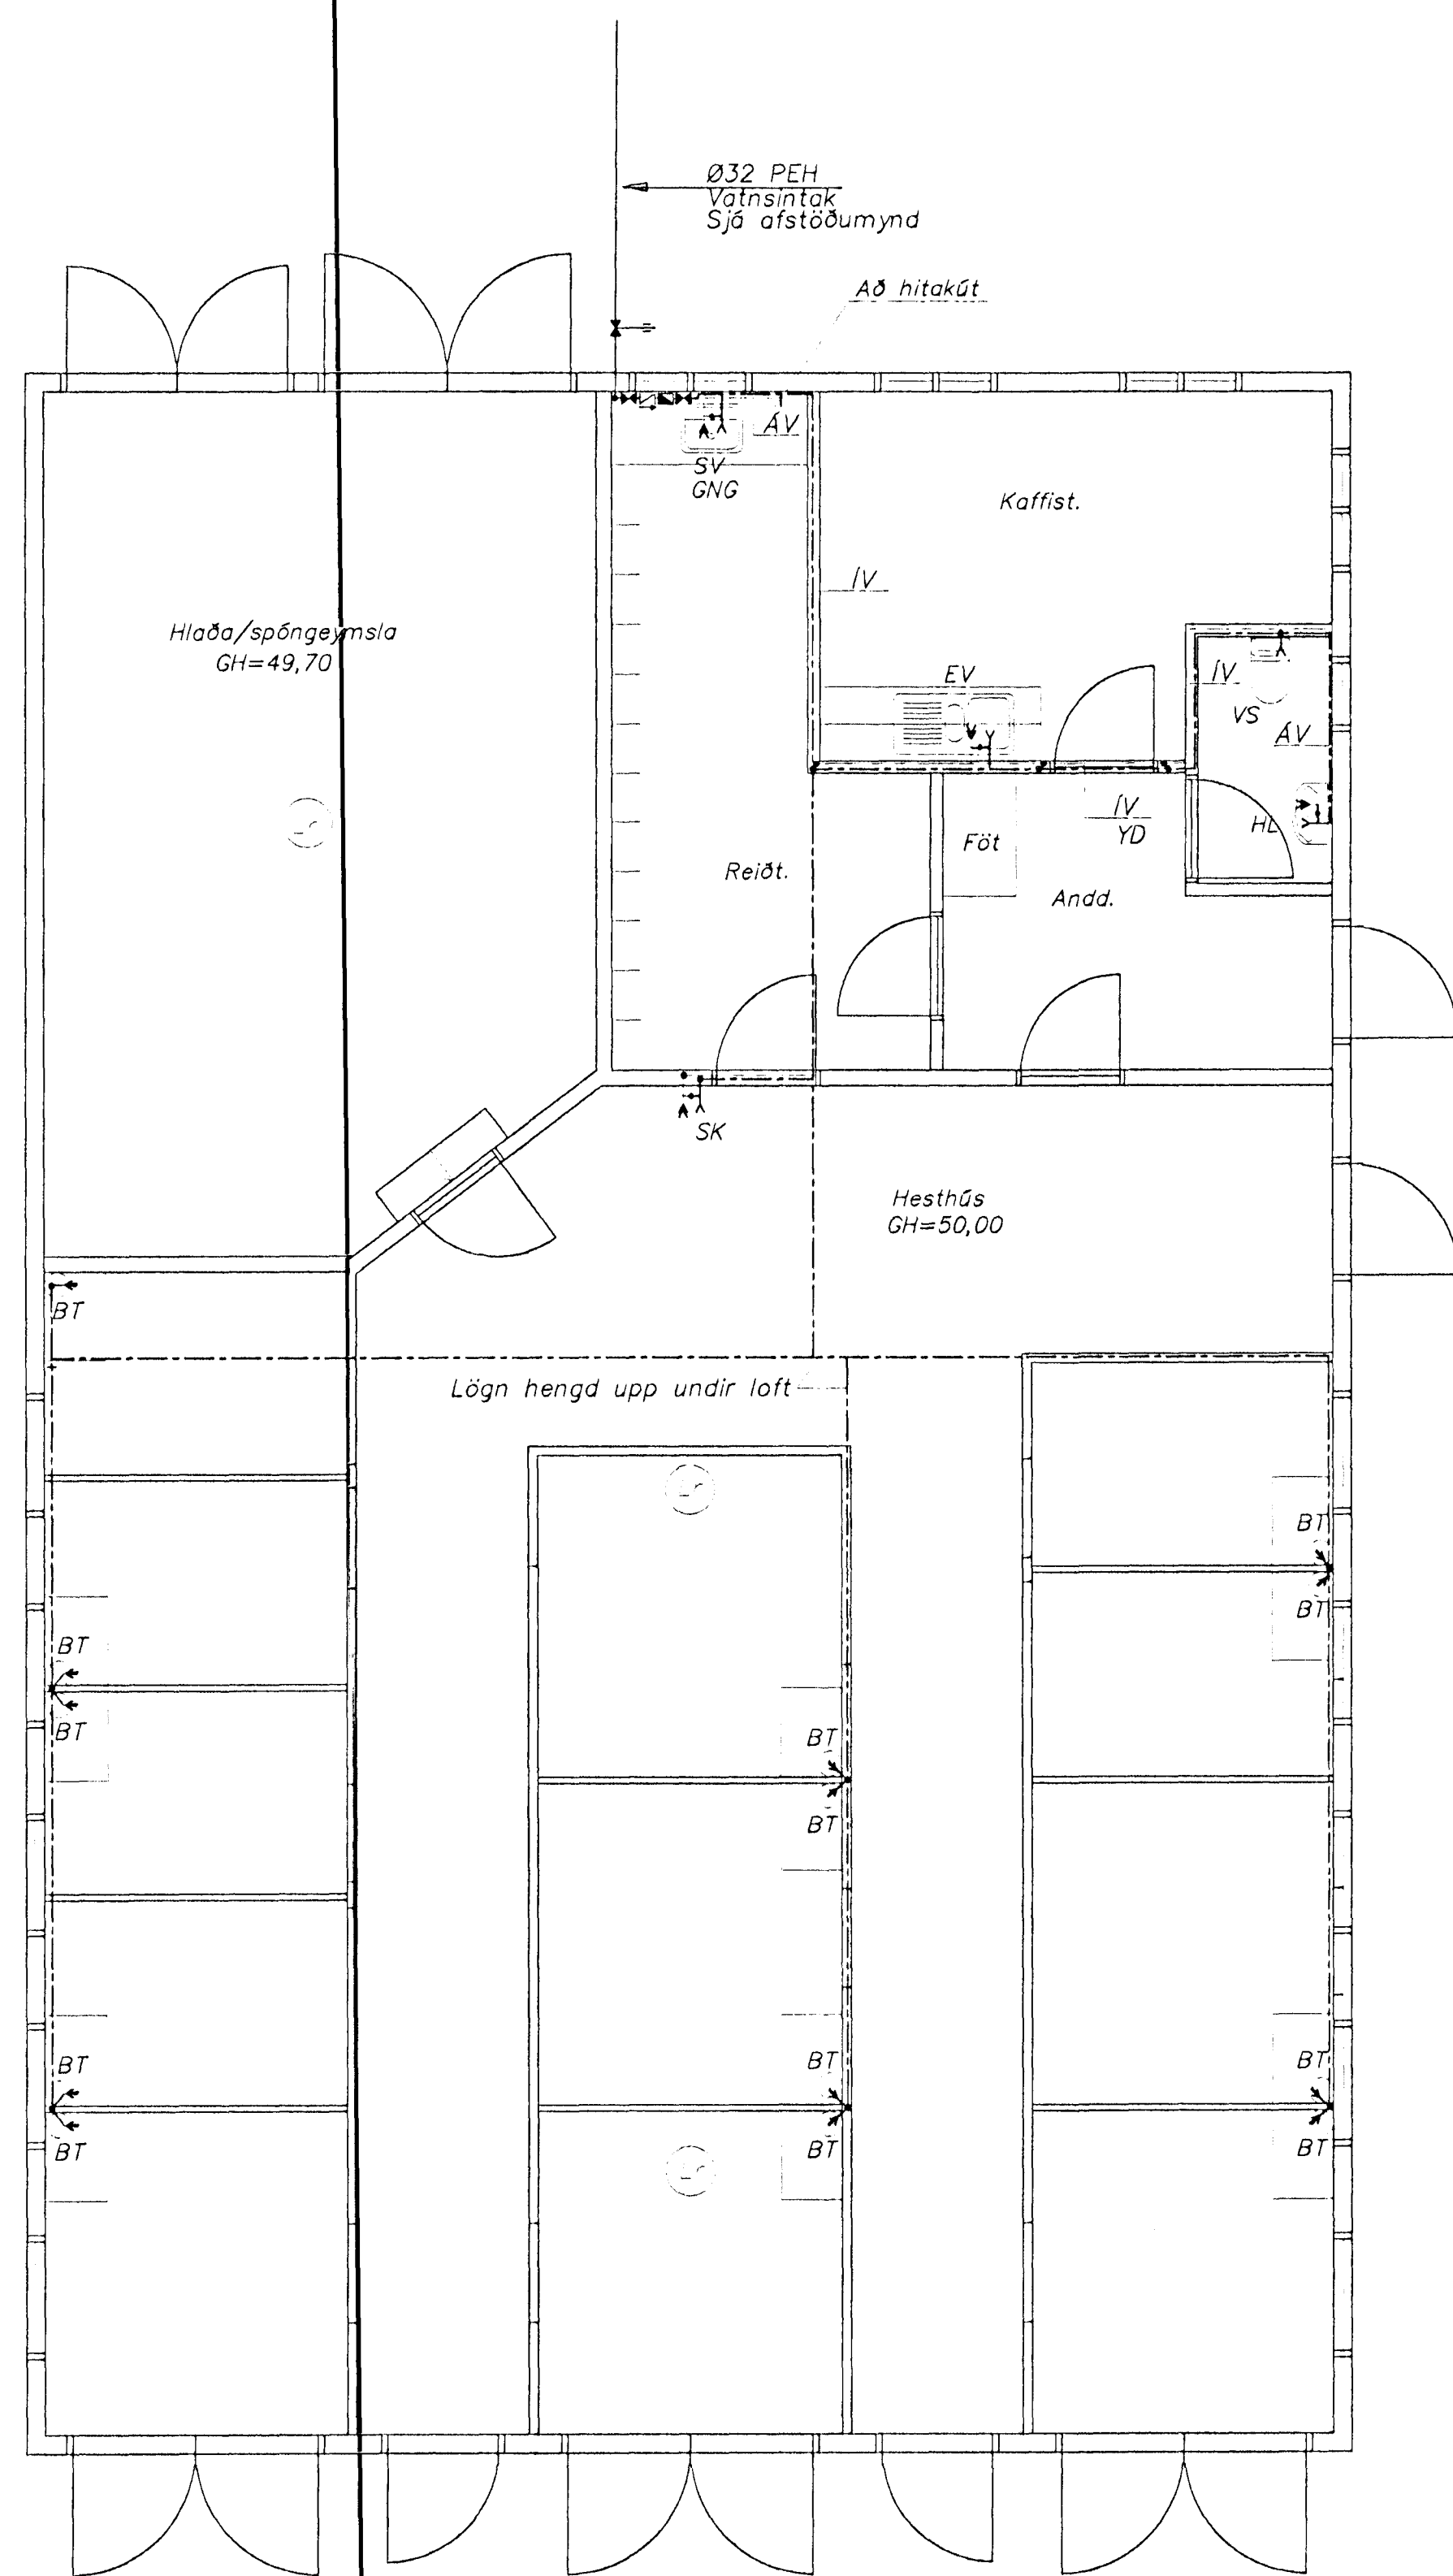 Ø32 PEH
Vatnsintak
Sjá afstöðumynd
Að hitakút
ÁV
SV
GNG
Kaffist.
ÍV
Hlaða/spóngeymsla
GH=49,70
EV
ÍV
VS
ÁV
HL
ÍV
YD
Föt
Reiðt.
Andd.
SK
Hesthús
GH=50,00
BT
Lögn hengd upp undir loft
BT
BT
BT
BT
BT
BT
BT
BT
BT
BT
BT
BT